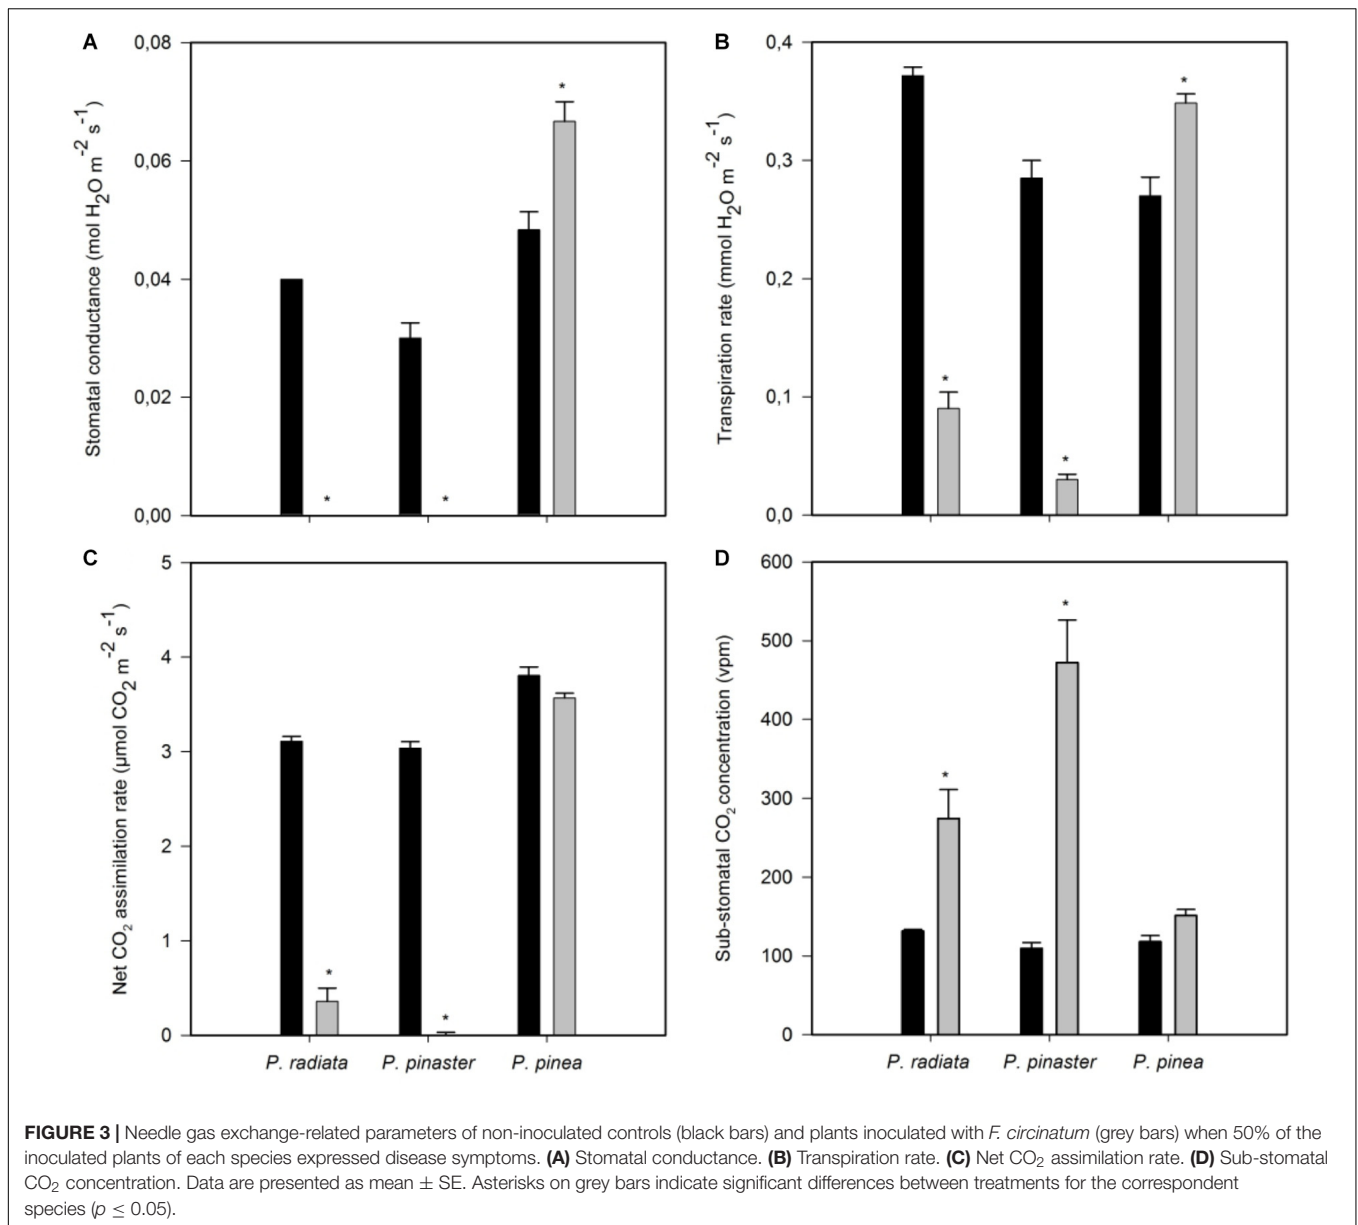 A
Stomatal conductance (mol H2O m-2 s-1)
0,08
0,06
0,04
0,02
0,00
*
*
*
B
Transpiration rate (mmol H2O m-2 s-1)
0,4
0,3
0,2
0,1
0,0
*
*
*
C
Net CO2 assimilation rate (µmol CO2 m-2 s-1)
5
4
3
2
1
0
*
*
P. radiata P. pinaster P. pinea
D
Sub-stomatal CO2 concentration (vpm)
600
500
400
300
200
100
0
*
*
P. radiata P. pinaster P. pinea
FIGURE 3 | Needle gas exchange-related parameters of non-inoculated controls (black bars) and plants inoculated with F. circinatum (grey bars) when 50% of the
inoculated plants of each species expressed disease symptoms. (A) Stomatal conductance. (B) Transpiration rate. (C) Net CO2 assimilation rate. (D) Sub-stomatal
CO2 concentration. Data are presented as mean ± SE. Asterisks on grey bars indicate significant differences between treatments for the correspondent
species (p ≤ 0.05).